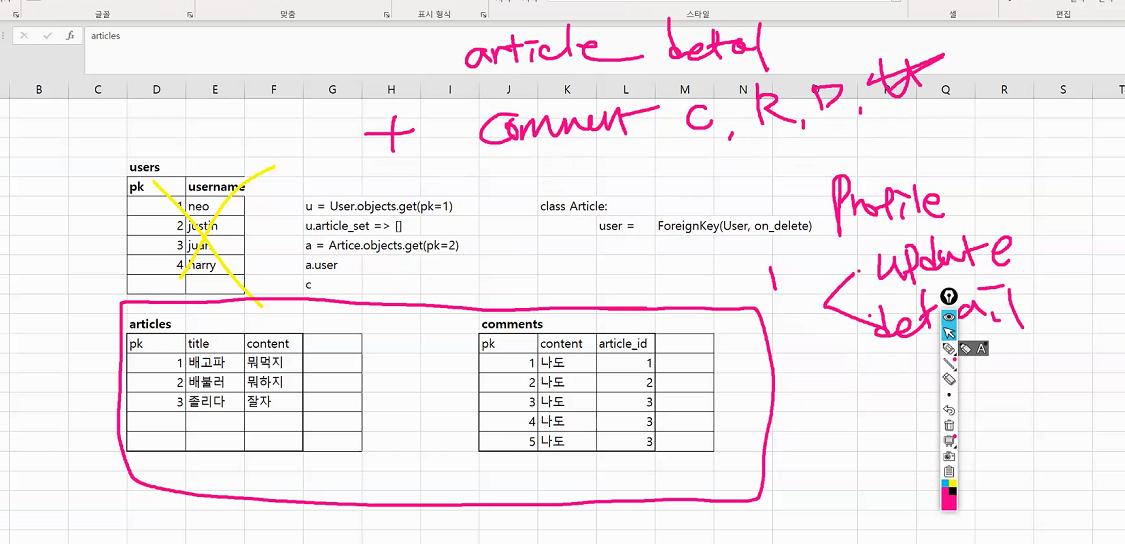 글꼴 맞춤 표시 형식 스타일 셀 편집
fx articles
B C D E F G H I J K L M N Q R S T
article detail
+ comment C, R, D, U
users
pk username
1 neo
2 justin
3 juan
4 harry
u = User.objects.get(pk=1)
u.article_set => []
a = Artice.objects.get(pk=2)
a.user
c
class Article:
user = ForeignKey(User, on_delete)
Profile
update
detail
articles
pk title content
1 배고파 뭐먹지
2 배불러 뭐하지
3 졸리다 잘자
comments
pk content article_id
1 나도 1
2 나도 2
3 나도 3
4 나도 3
5 나도 3
A